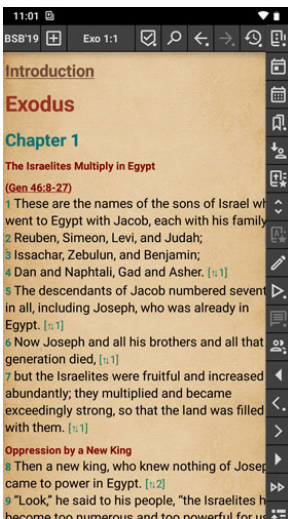 11:01
BSB'19 Exo 1:1
Introduction
Exodus
Chapter 1
The Israelites Multiply in Egypt
(Gen 46:8-27)
1 These are the names of the sons of Israel wh
went to Egypt with Jacob, each with his family
2 Reuben, Simeon, Levi, and Judah;
3 Issachar, Zebulun, and Benjamin;
4 Dan and Naphtali, Gad and Asher. [⇅1]
5 The descendants of Jacob numbered sevent
in all, including Joseph, who was already in
Egypt. [⇅1]
6 Now Joseph and all his brothers and all that
generation died, [⇅1]
7 but the Israelites were fruitful and increased
abundantly; they multiplied and became
exceedingly strong, so that the land was filled
with them. [⇅1]
Oppression by a New King
8 Then a new king, who knew nothing of Josep
came to power in Egypt. [⇅2]
9 “Look,” he said to his people, “the Israelites h
become too numerous and too powerful for us